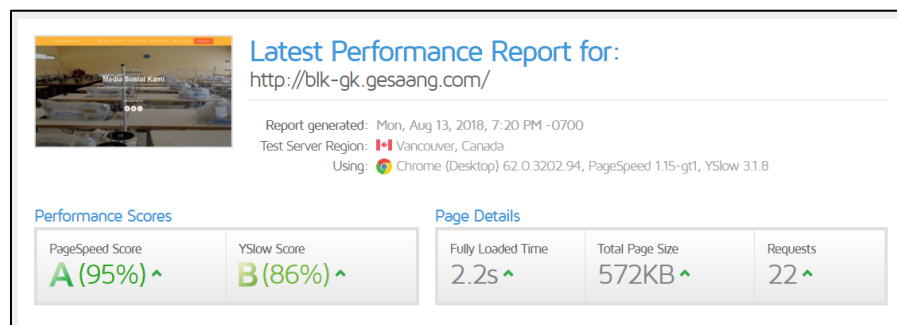 Latest Performance Report for:
http://blk-gk.gesaang.com/
Media Sosial Kami
Report generated: Mon, Aug 13, 2018, 7:20 PM -0700
Test Server Region: Vancouver, Canada
Using: Chrome (Desktop) 62.0.3202.94, PageSpeed 1.15-gt1, YSlow 3.1.8
Performance Scores
PageSpeed Score
A (95%)
YSlow Score
B (86%)
Page Details
Fully Loaded Time
2.2s
Total Page Size
572KB
Requests
22